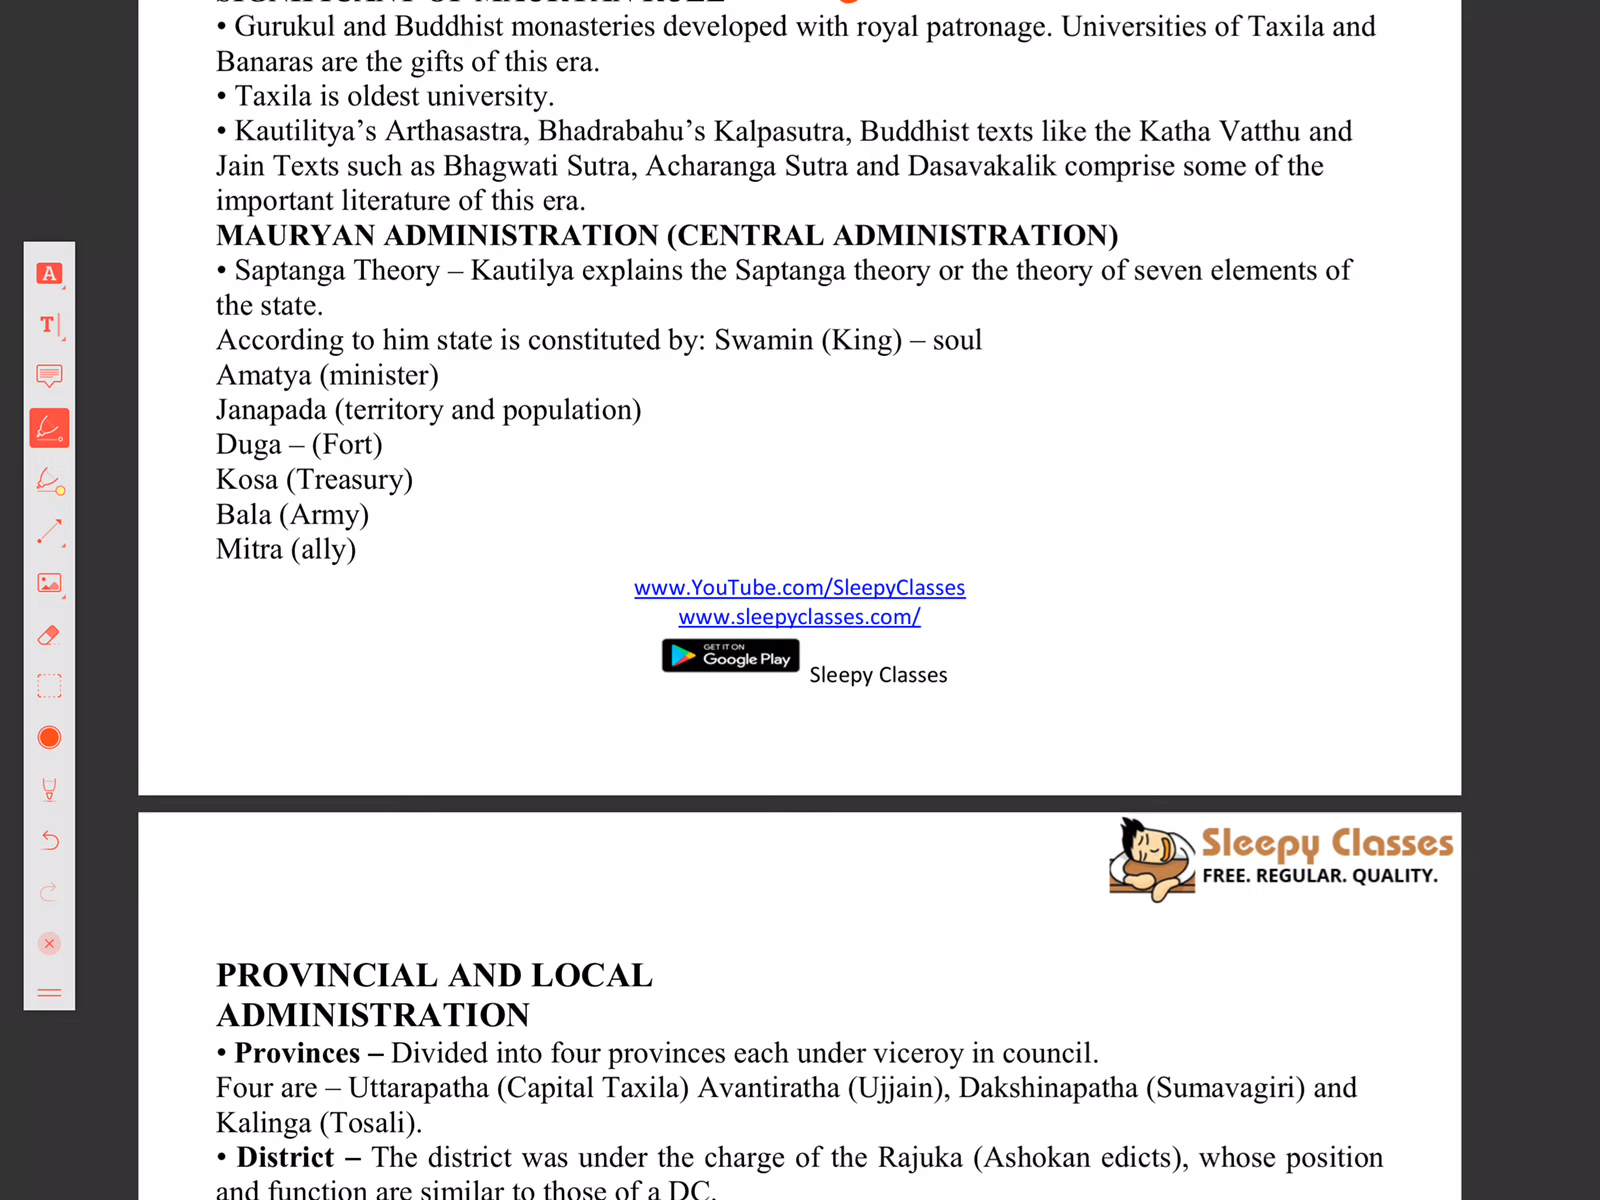 SIGNIFICANT OF MAURYAN RULE
• Gurukul and Buddhist monasteries developed with royal patronage. Universities of Taxila and
Banaras are the gifts of this era.
• Taxila is oldest university.
• Kautilitya’s Arthasastra, Bhadrabahu’s Kalpasutra, Buddhist texts like the Katha Vatthu and
Jain Texts such as Bhagwati Sutra, Acharanga Sutra and Dasavakalik comprise some of the
important literature of this era.
MAURYAN ADMINISTRATION (CENTRAL ADMINISTRATION)
• Saptanga Theory – Kautilya explains the Saptanga theory or the theory of seven elements of
the state.
According to him state is constituted by: Swamin (King) – soul
Amatya (minister)
Janapada (territory and population)
Duga – (Fort)
Kosa (Treasury)
Bala (Army)
Mitra (ally)
www.YouTube.com/SleepyClasses
www.sleepyclasses.com/
GET IT ON
Google Play
Sleepy Classes
Sleepy Classes
FREE. REGULAR. QUALITY.
PROVINCIAL AND LOCAL
ADMINISTRATION
• Provinces – Divided into four provinces each under viceroy in council.
Four are – Uttarapatha (Capital Taxila) Avantiratha (Ujjain), Dakshinapatha (Sumavagiri) and
Kalinga (Tosali).
• District – The district was under the charge of the Rajuka (Ashokan edicts), whose position
and function are similar to those of a DC.
A
T